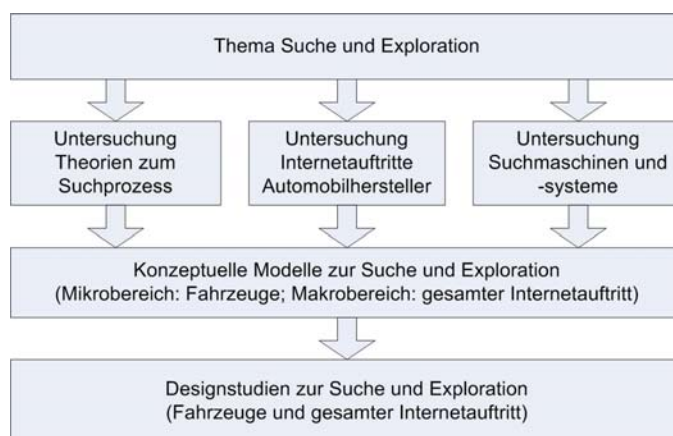 Thema Suche und Exploration
Untersuchung
Theorien zum
Suchprozess
Untersuchung
Internetauftritte
Automobilhersteller
Untersuchung
Suchmaschinen und
-systeme
Konzeptuelle Modelle zur Suche und Exploration
(Mikrobereich: Fahrzeuge; Makrobereich: gesamter Internetauftritt)
Designstudien zur Suche und Exploration
(Fahrzeuge und gesamter Internetauftritt)